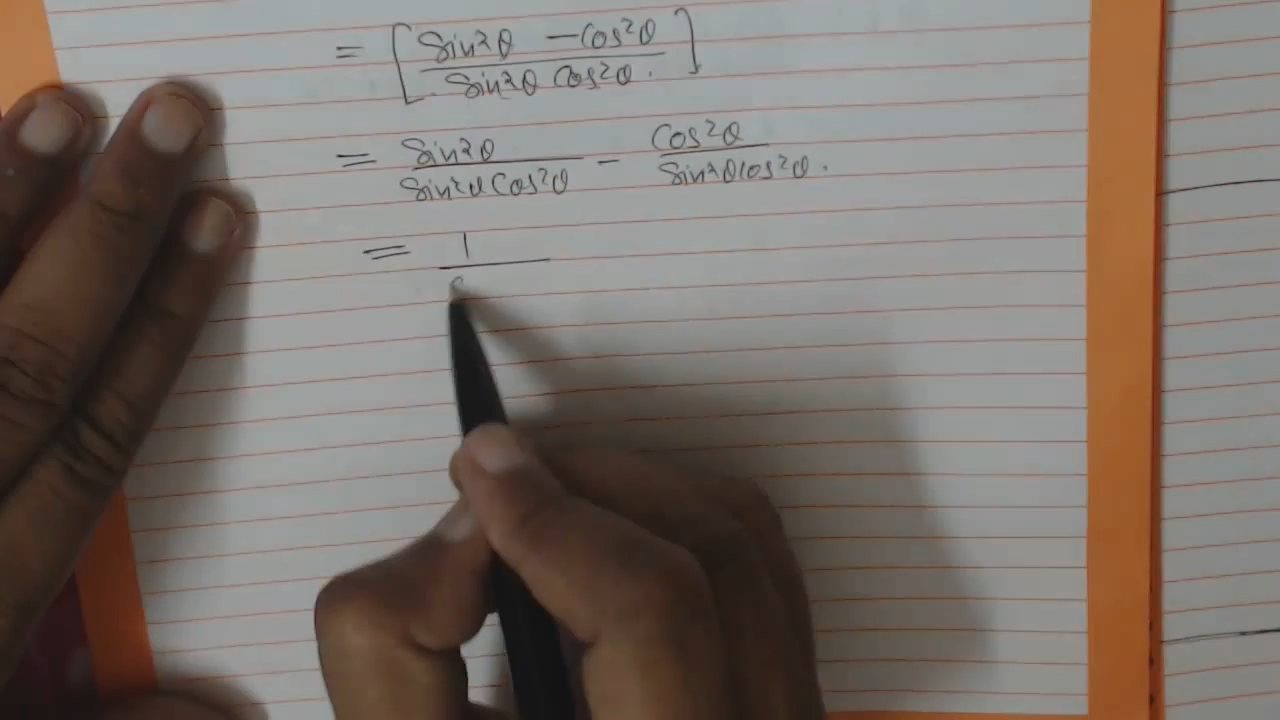 = [ Sin²θ - Cos²θ / Sin²θ Cos²θ . ]
= Sin²θ / Sin²θ Cos²θ - Cos²θ / Sin²θ Cos²θ .
= 1 /